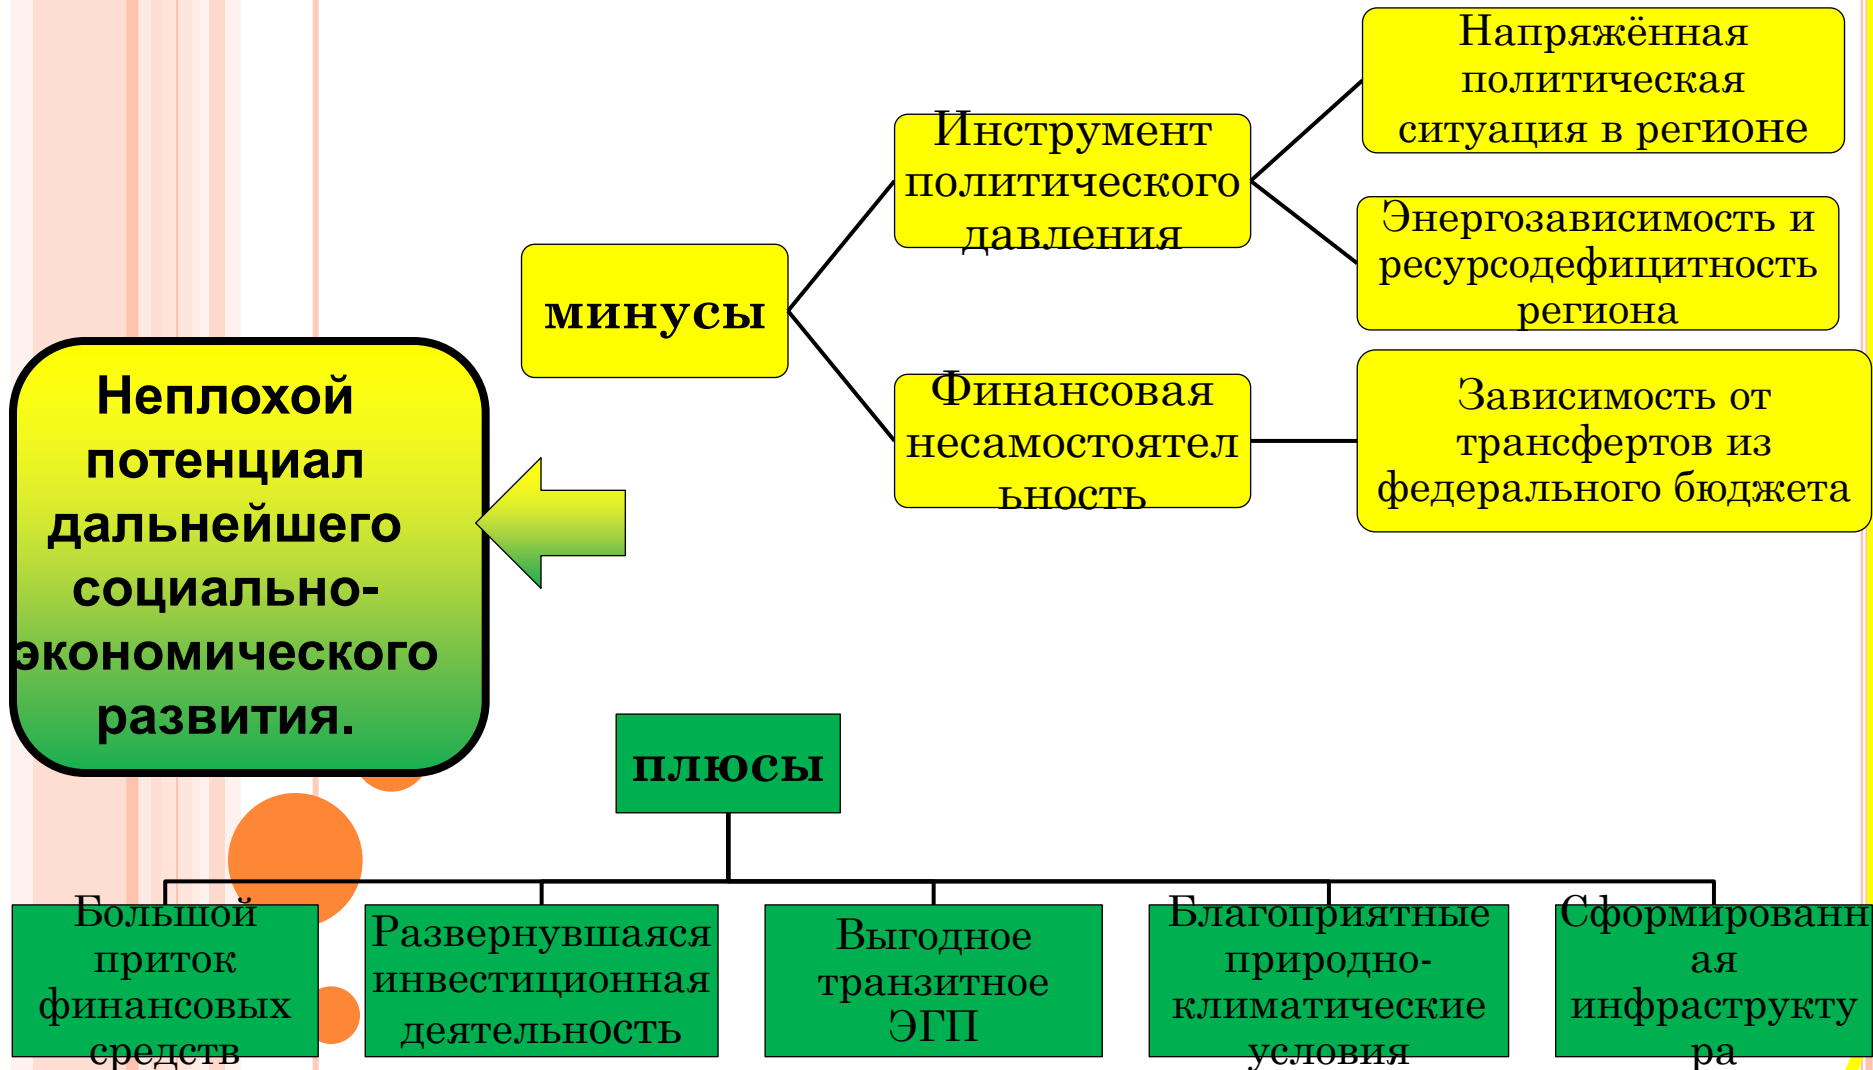 Напряжённая
политическая
ситуация в регионе
Инструмент
политического
давления
Энергозависимость и
ресурсодефицитность
региона
минусы
Финансовая
несамостоятел
ьность
Зависимость от
трансфертов из
федерального бюджета
Неплохой
потенциал
дальнейшего
социально-
экономического
развития.
плюсы
Большой
приток
финансовых
средств
Развернувшаяся
инвестиционная
деятельность
Выгодное
транзитное
ЭГП
Благоприятные
природно-
климатические
условия
Сформированн
ая
инфраструкту
ра